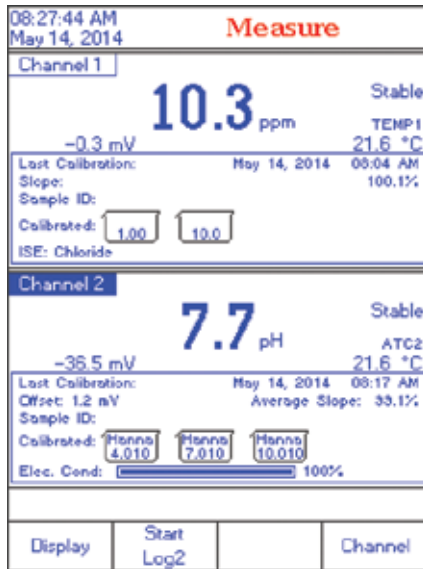 08:27:44 AM
May 14, 2014
Measure
Channel 1
10.3 ppm
Stable
TEMP1
-0.3 mV 21.6 °C
Last Calibration: May 14, 2014 08:04 AM
Slope: 100.1%
Sample ID:
Calibrated: 1.00 10.0
ISE: Chloride
Channel 2
7.7 pH
Stable
ATC2
-36.5 mV 21.6 °C
Last Calibration: May 14, 2014 08:17 AM
Offset: 1.2 mV Average Slope:
Sample ID:
Calibrated: Hanna 4.010 Hanna 7.010 Hanna 10.010
Elec. Cond: 100%
Display
Start Log2
Channel